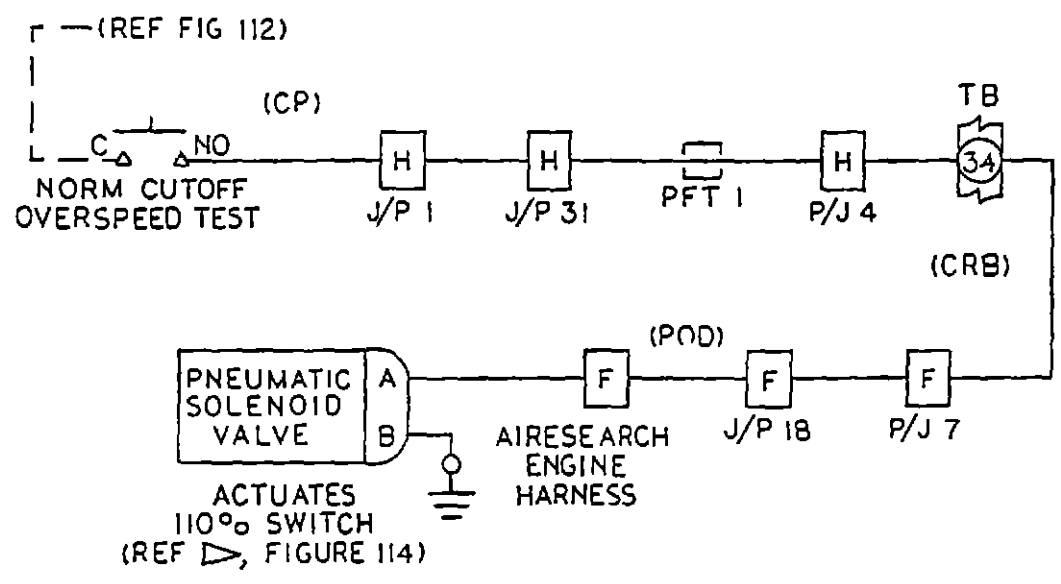 (REF FIG 112)
(CP)
TB
C NO
H H H 34
NORM CUTOFF
OVERSPEED TEST
J/P 1
J/P 31
PFT 1
P/J 4
(CRB)
(POD)
PNEUMATIC
SOLENOID
VALVE
A
B
F F F
AIRESEARCH
ENGINE
HARNESS
J/P 18
P/J 7
ACTUATES
110% SWITCH
(REF ▷, FIGURE 114)